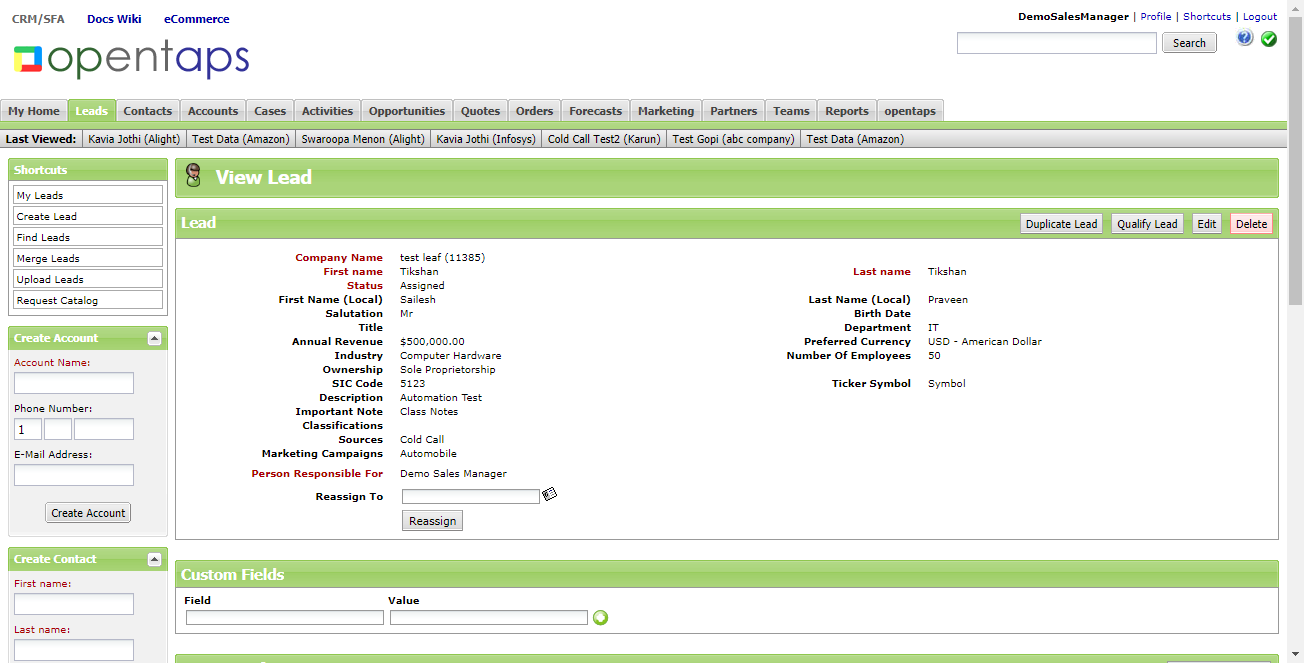 CRM/SFA Docs Wiki eCommerce
DemoSalesManager | Profile | Shortcuts | Logout
opentaps
Search
My Home Leads Contacts Accounts Cases Activities Opportunities Quotes Orders Forecasts Marketing Partners Teams Reports opentaps
Last Viewed: Kavia Jothi (Alight) Test Data (Amazon) Swaroopa Menon (Alight) Kavia Jothi (Infosys) Cold Call Test2 (Karun) Test Gopi (abc company) Test Data (Amazon)
Shortcuts
My Leads
Create Lead
Find Leads
Merge Leads
Upload Leads
Request Catalog
Create Account
Account Name:
Phone Number:
1
E-Mail Address:
Create Account
Create Contact
First name:
Last name:
View Lead
Lead
Duplicate Lead Qualify Lead Edit Delete
Company Name test leaf (11385)
First name Tikshan Last name Tikshan
Status Assigned
First Name (Local) Sailesh Last Name (Local) Praveen
Salutation Mr Birth Date
Title Department IT
Annual Revenue $500,000.00 Preferred Currency USD - American Dollar
Industry Computer Hardware Number Of Employees 50
Ownership Sole Proprietorship
SIC Code 5123 Ticker Symbol Symbol
Description Automation Test
Important Note Class Notes
Classifications
Sources Cold Call
Marketing Campaigns Automobile
Person Responsible For Demo Sales Manager
Reassign To
Reassign
Custom Fields
Field Value